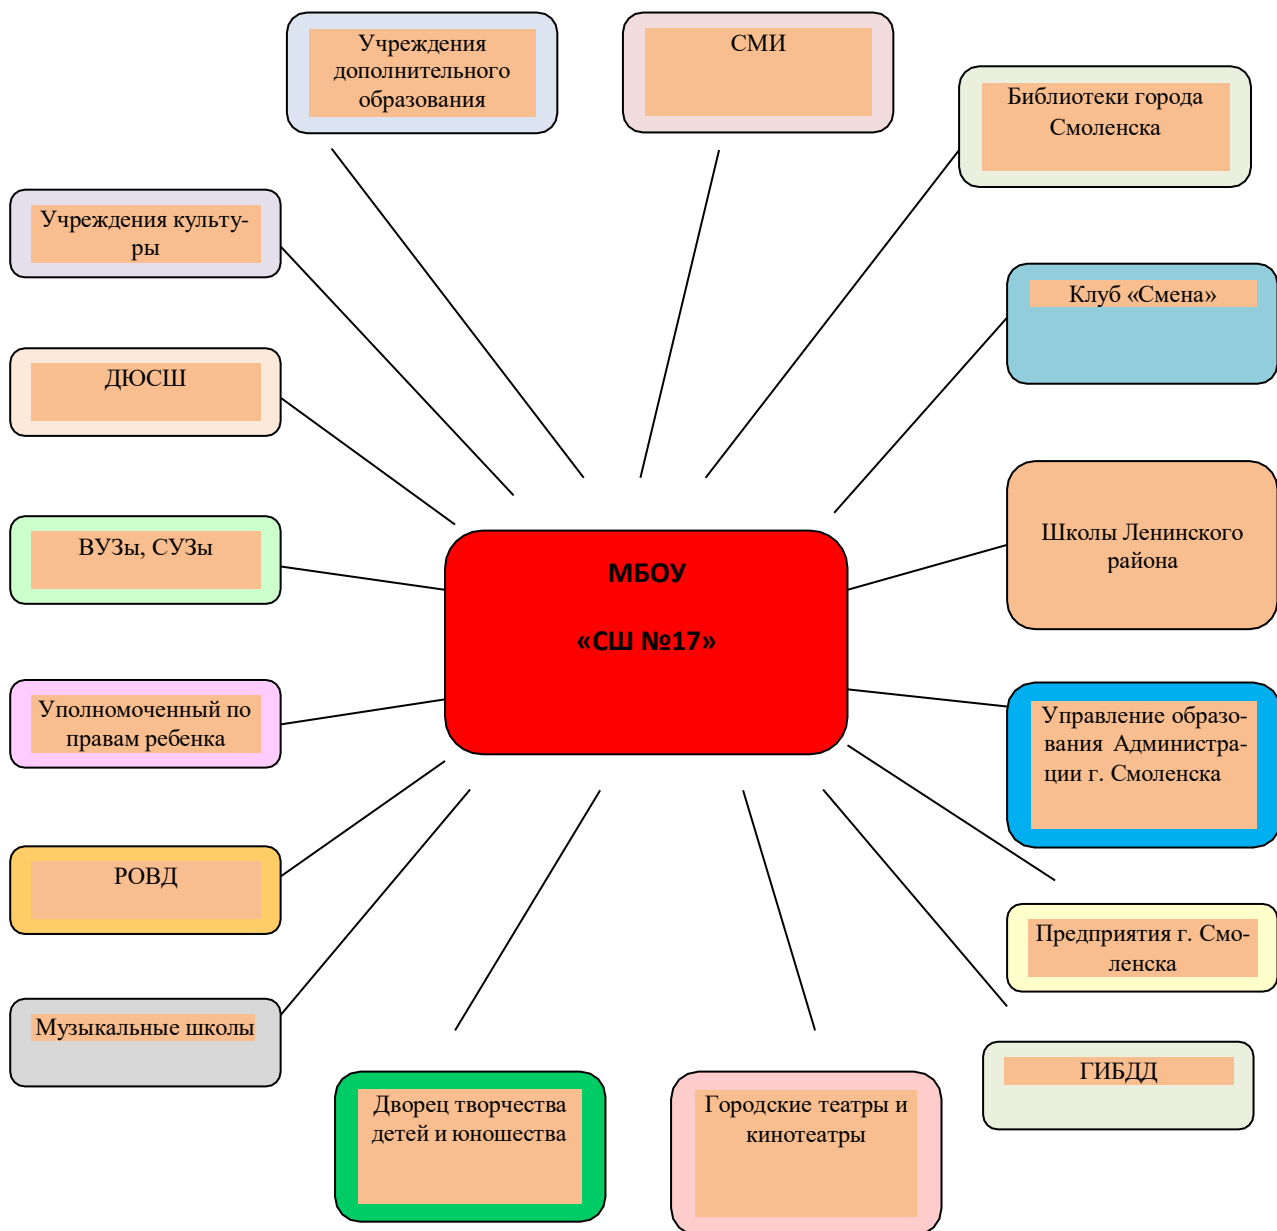 Учреждения
дополнительного
образования
СМИ
Библиотеки города
Смоленска
Учреждения культу-
ры
Клуб «Смена»
ДЮСШ
Школы Ленинского
района
ВУЗы, СУЗы
МБОУ
«СШ №17»
Уполномоченный по
правам ребенка
Управление образо-
вания Администра-
ции г. Смоленска
РОВД
Предприятия г. Смо-
ленска
Музыкальные школы
ГИБДД
Дворец творчества
детей и юношества
Городские театры и
кинотеатры